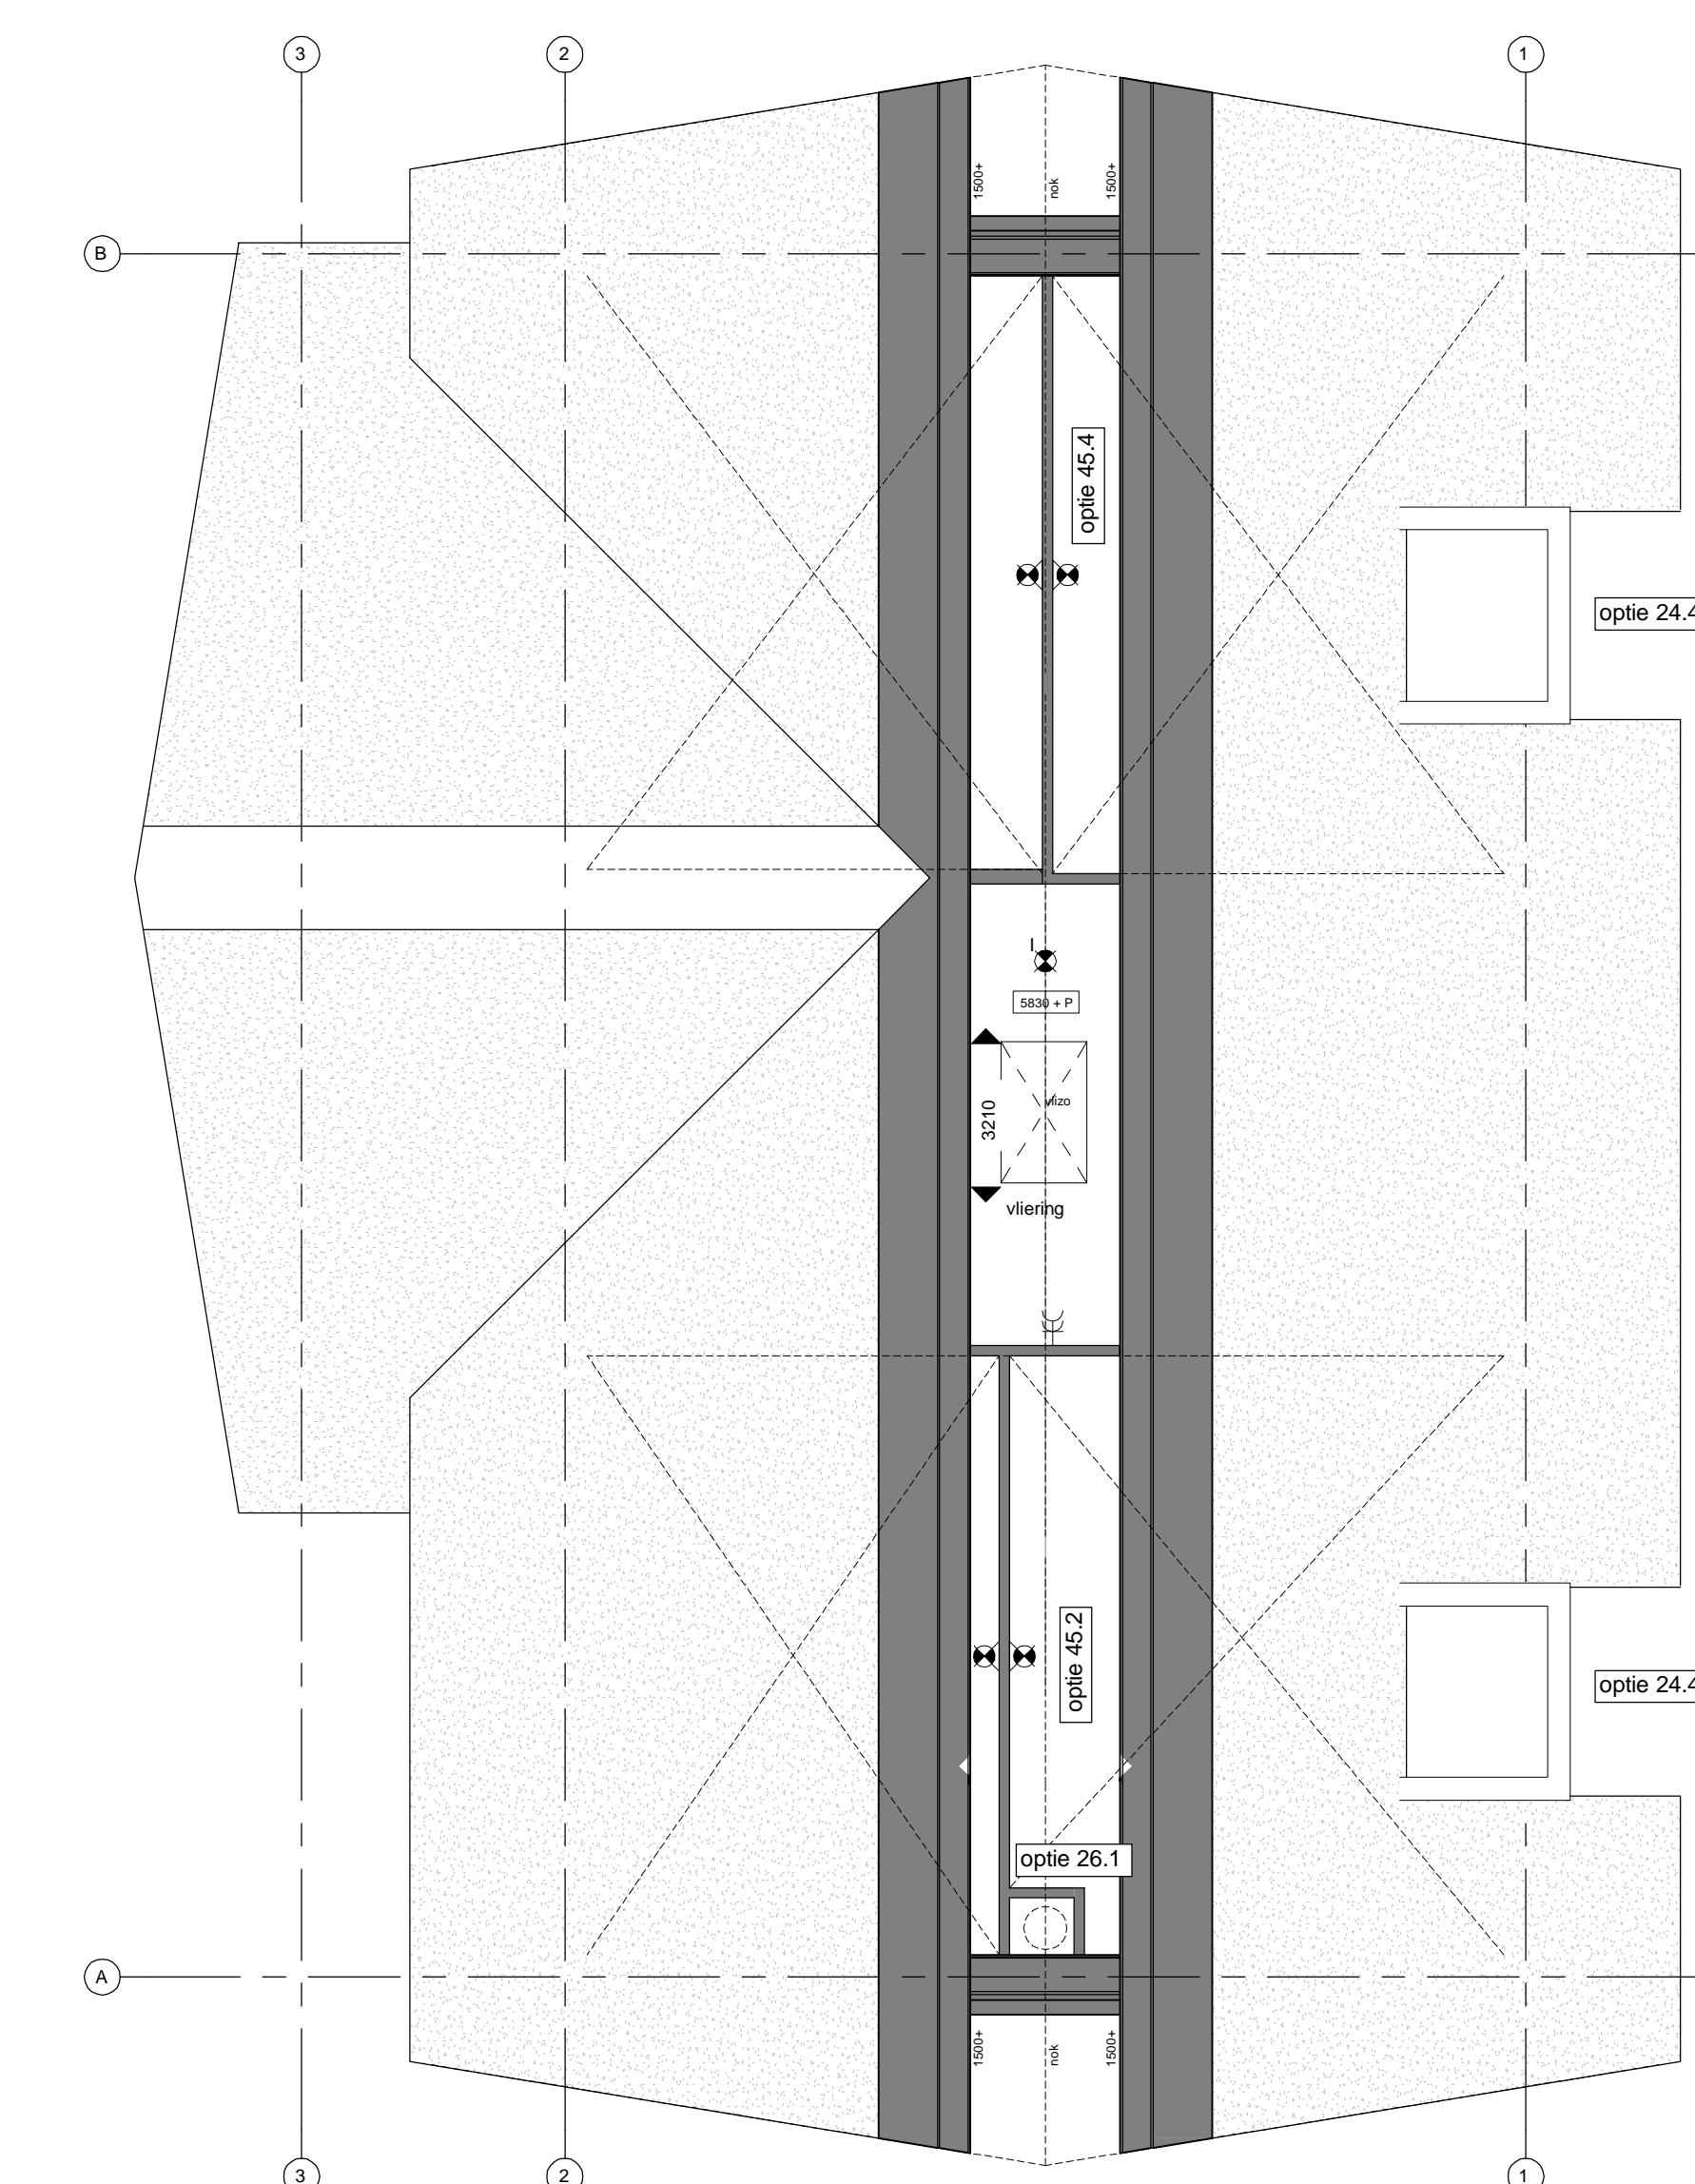 3
2
1
1500+
nok
1500+
B
optie 45.4
optie 24.4
I
5830 + P
vlizo
3210
vliering
optie 45.2
optie 24.4
optie 26.1
A
1500+
nok
1500+
3
2
1